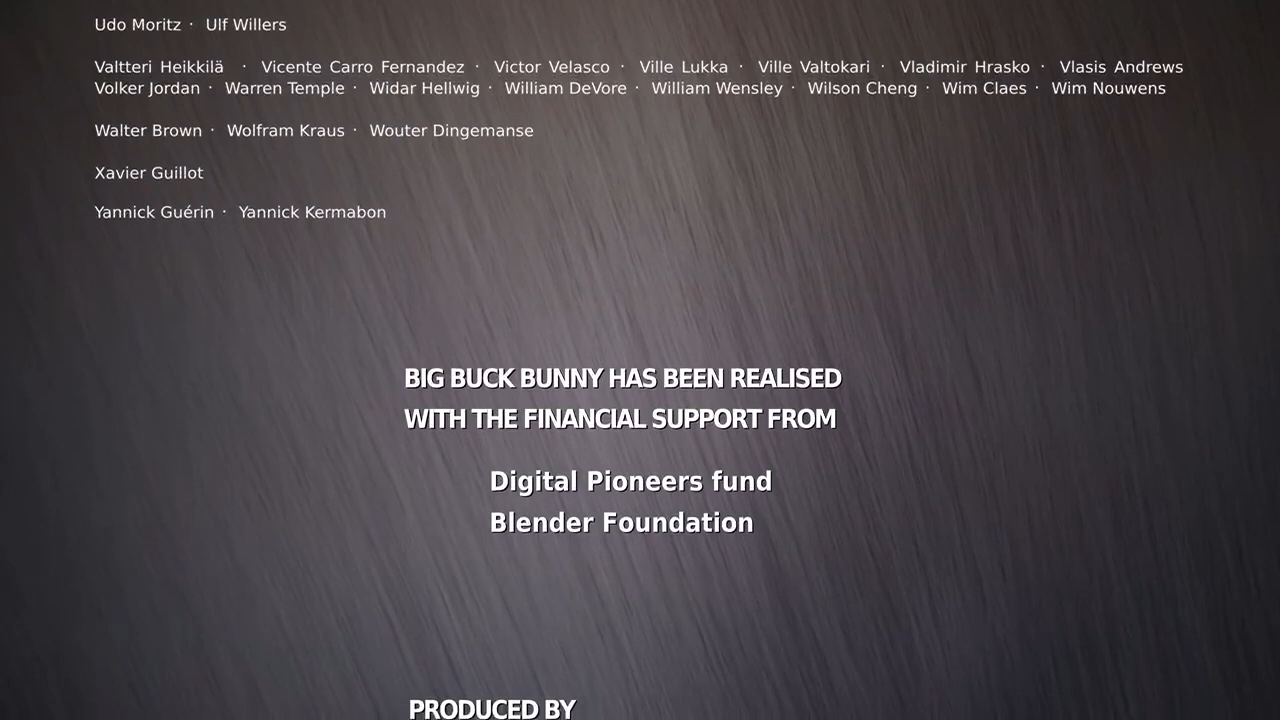 Udo Moritz · Ulf Willers
Valtteri Heikkilä · Vicente Carro Fernandez · Victor Velasco · Ville Lukka · Ville Valtokari · Vladimir Hrasko · Vlasis Andrews
Volker Jordan · Warren Temple · Widar Hellwig · William DeVore · William Wensley · Wilson Cheng · Wim Claes · Wim Nouwens
Walter Brown · Wolfram Kraus · Wouter Dingemanse
Xavier Guillot
Yannick Guérin · Yannick Kermabon
BIG BUCK BUNNY HAS BEEN REALISED
WITH THE FINANCIAL SUPPORT FROM
Digital Pioneers fund
Blender Foundation
PRODUCED BY